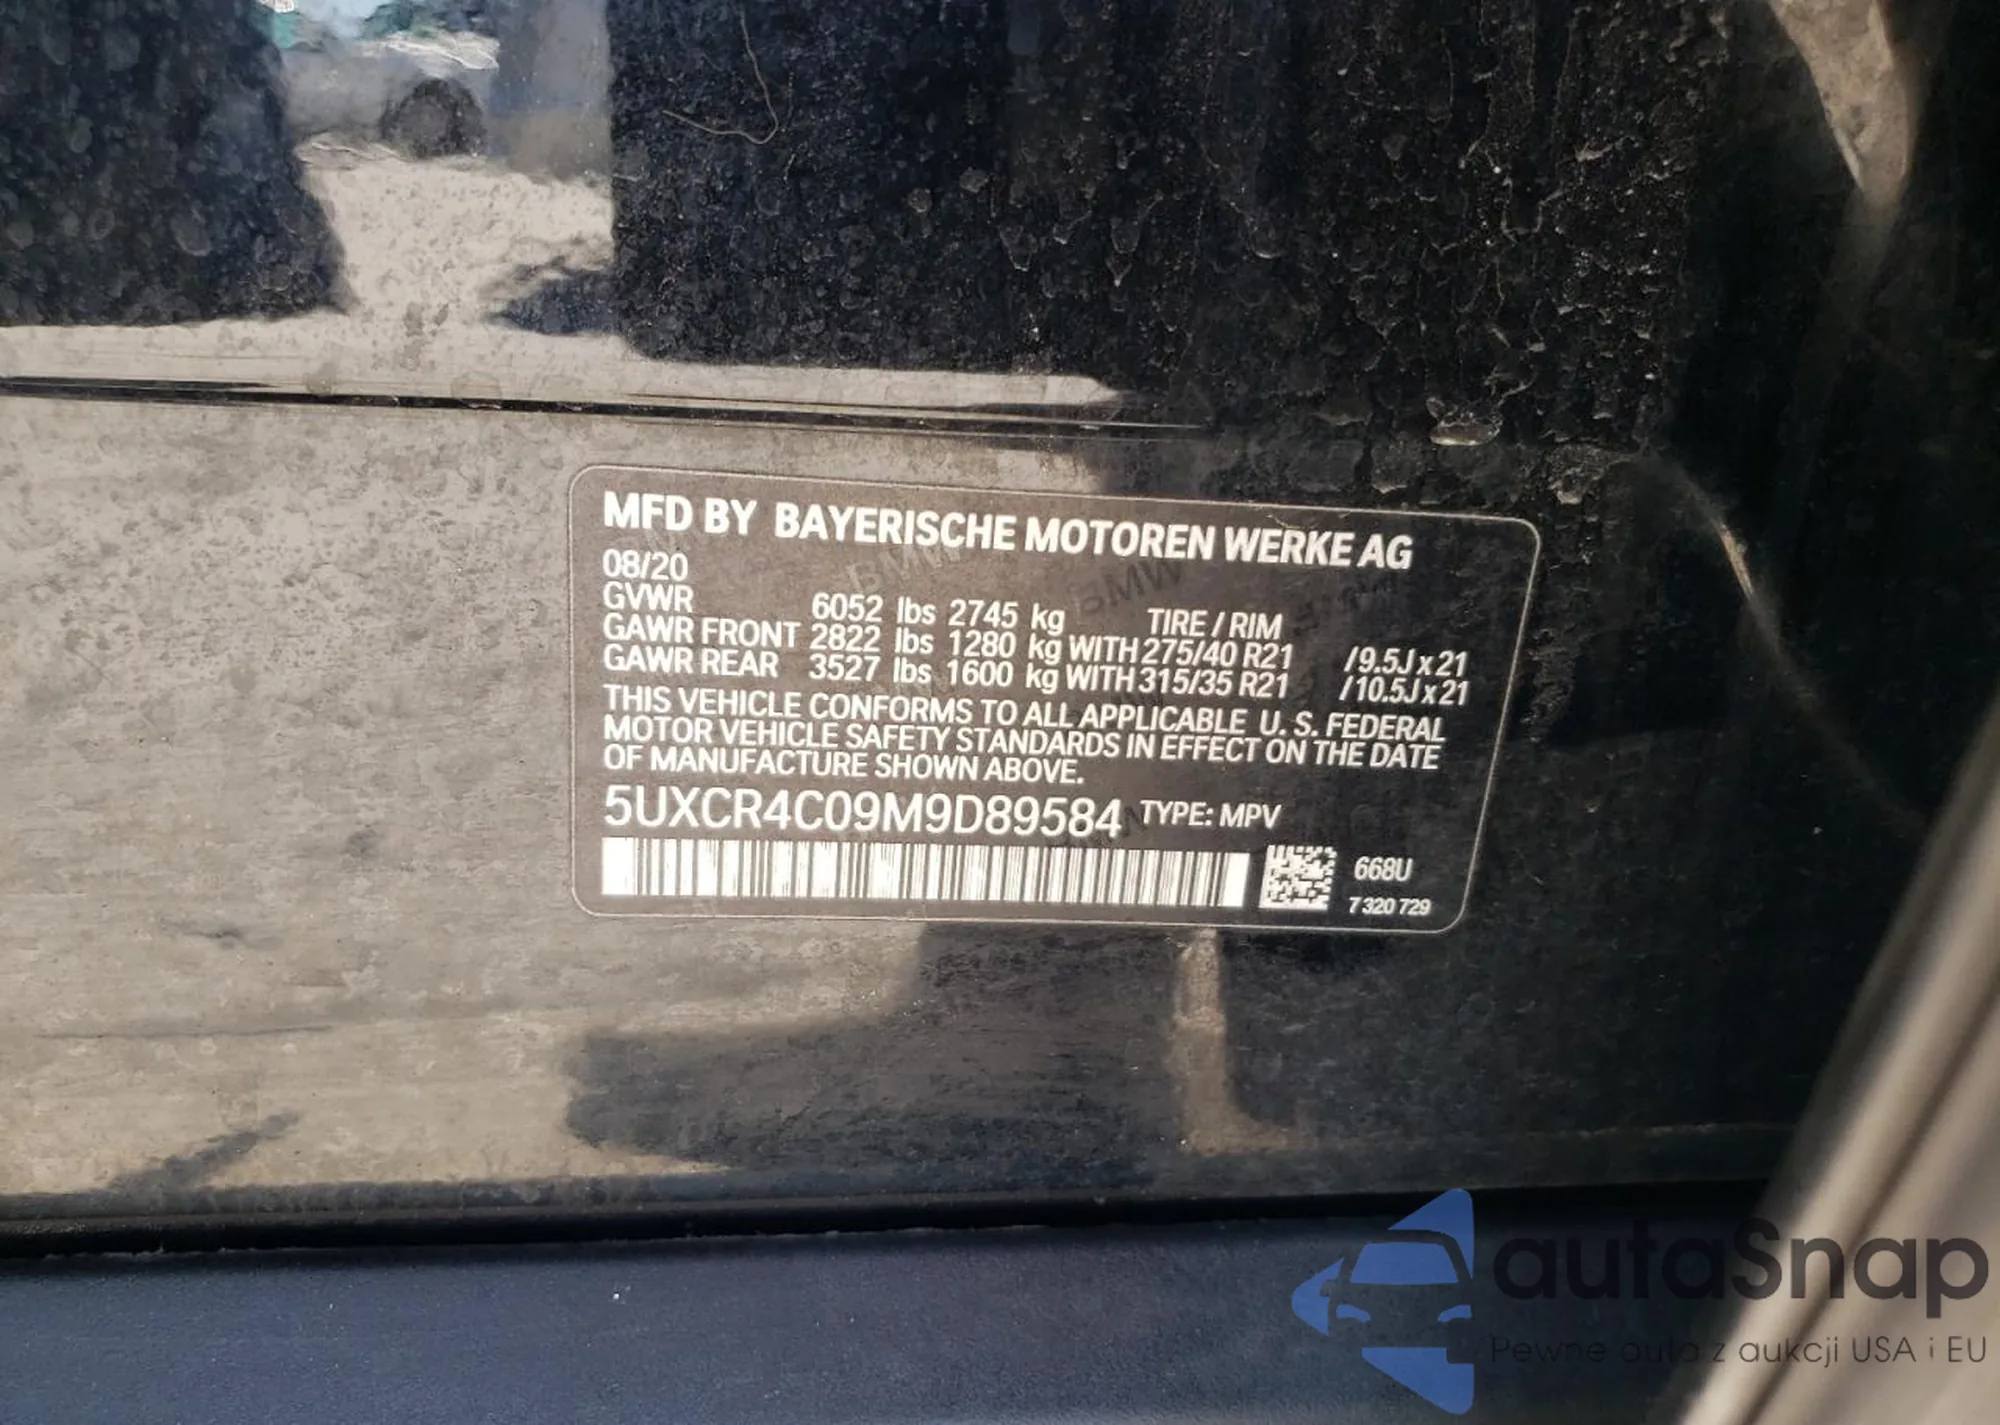 MFD BY BAYERISCHE MOTOREN WERKE AG
08/20
GVWR 6052 lbs 2745 kg TIRE / RIM
GAWR FRONT 2822 lbs 1280 kg WITH 275/40 R21 /9.5J x 21
GAWR REAR 3527 lbs 1600 kg WITH 315/35 R21 /10.5J x 21
THIS VEHICLE CONFORMS TO ALL APPLICABLE U. S. FEDERAL
MOTOR VEHICLE SAFETY STANDARDS IN EFFECT ON THE DATE
OF MANUFACTURE SHOWN ABOVE.
5UXCR4C09M9D89584 TYPE: MPV
668U
7 320 729
BMW
BMW
autaSnap
Pewne auta z aukcji USA i EU